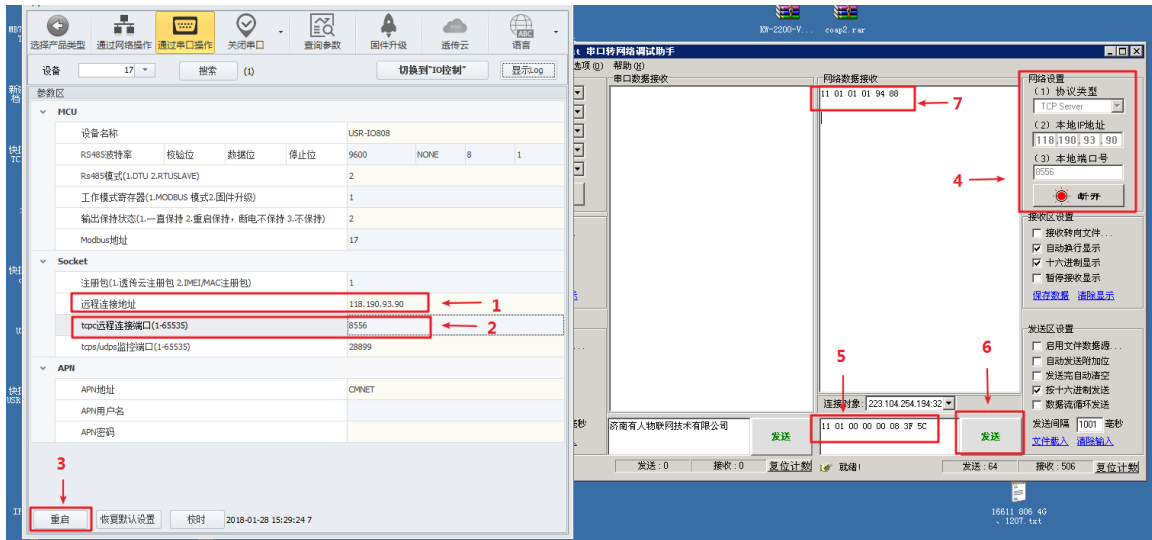 选择产品类型 通过网络操作 通过串口操作 关闭串口 查询参数 固件升级 透传云 语言
设备 17 搜索 (1) 切换到"IO控制" 显示Log
参数区
MCU
设备名称 USR-IO808
RS485波特率 校验位 数据位 停止位 9600 NONE 8 1
Rs485模式(1.DTU 2.RTUSLAVE) 2
工作模式寄存器(1.MODBUS 模式2.固件升级) 1
输出保持状态(1.一直保持 2.重启保持，断电不保持 3.不保持) 2
Modbus地址 17
Socket
注册包(1.透传云注册包 2.IMEI/MAC注册包) 1
远程连接地址 118.190.93.90 1
tcpc远程连接端口(1-65535) 8556 2
tcps/udps监控端口(1-65535) 28899
APN
APN地址 CMNET
APN用户名
APN密码
3
重启 恢复默认设置 校时 2018-01-28 15:29:24 7
KW-2200-V... coap2.rar
串口转网络调试助手
选项(O) 帮助(H)
串口数据接收
网络数据接收
11 01 01 01 94 88
7
网络设置
(1) 协议类型
TCP Server
(2) 本地IP地址
118.190. 93 . 90
(3) 本地端口号
8556
4
断开
接收区设置
接收转向文件...
自动换行显示
十六进制显示
暂停接收显示
保存数据 清除显示
发送区设置
启用文件数据源...
自动发送附加位
发送完自动清空
按十六进制发送
数据流循环发送
发送间隔 1001 毫秒
文件载入 清除输入
5
6
连接对象: 223.104.254.194:32
济南有人物联网技术有限公司 发送
11 01 00 00 00 08 3F 5C 发送
发送 : 0 接收 : 0 复位计数 就绪! 发送 : 64 接收 : 506 复位计数
16611 806 4G
、1207.txt